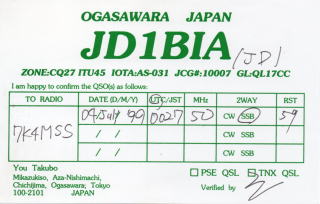 OGASAWARA JAPAN
JD1BIA /JD1
ZONE:CQ27 ITU45 IOTA:AS-031 JCG#:10007 GL:QL17CC
I am happy to confirm the QSO(s) as follows:
TO RADIO DATE (D/M/Y) UTC/JST MHz 2WAY RST
7K4MSS 09/July/99 0027 50 CW SSB 59
/ / CW SSB
/ / CW SSB
You Takubo
Mikazukiso, Aza-Nishimachi,
Chichijima, Ogasawara; Tokyo
100-2101 JAPAN
PSE QSL TNX QSL
Verified by